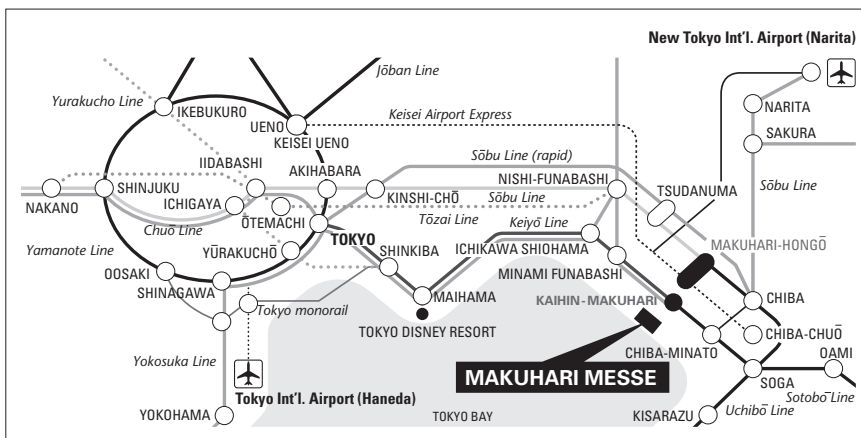 New Tokyo Int'l. Airport (Narita)
Jōban Line
Yurakucho Line
IKEBUKURO
UENO
KEISEI UENO
Keisei Airport Express
NARITA
SAKURA
IIDABASHI
AKIHABARA
Sōbu Line (rapid)
NISHI-FUNABASHI
TSUDANUMA
Sōbu Line
NAKANO
SHINJUKU
ICHIGAYA
KINSHI-CHŌ
Sōbu Line
ŌTEMACHI
Chuō Line
Tōzai Line
Keiyō Line
MAKUHARI-HONGŌ
TOKYO
Yamanote Line
YŪRAKUCHŌ
SHINKIBA
ICHIKAWA SHIOHAMA
OOSAKI
MINAMI FUNABASHI
SHINAGAWA
MAIHAMA
KAIHIN-MAKUHARI
CHIBA
Tokyo monorail
TOKYO DISNEY RESORT
CHIBA-CHUŌ
CHIBA-MINATO
OAMI
Yokosuka Line
MAKUHARI MESSE
SOGA
Tokyo Int'l. Airport (Haneda)
Sotobō Line
YOKOHAMA
TOKYO BAY
KISARAZU
Uchibō Line